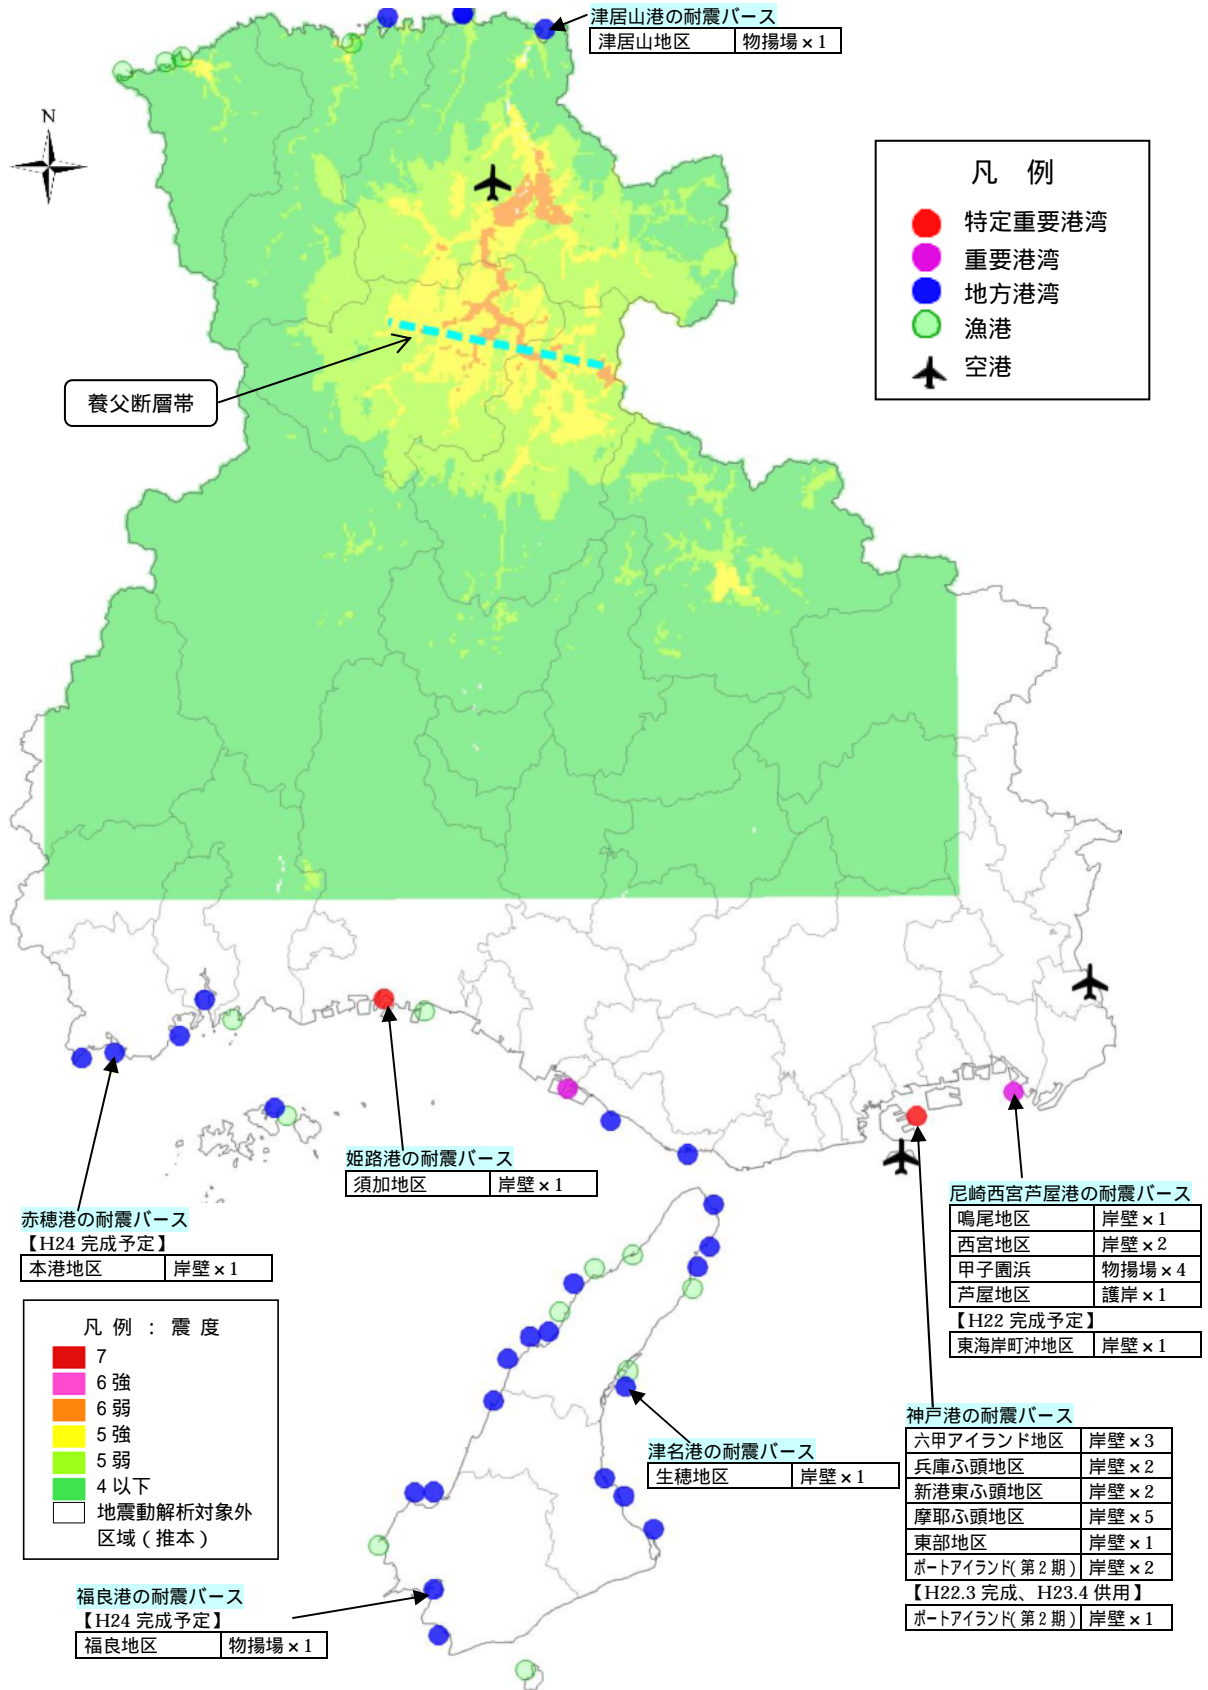 津居山港の耐震バース
津居山地区 物揚場×1
N
凡 例
特定重要港湾
重要港湾
地方港湾
漁港
空港
養父断層帯
姫路港の耐震バース
須加地区 岸壁×1
赤穂港の耐震バース
【H24 完成予定】
本港地区 岸壁×1
尼崎西宮芦屋港の耐震バース
鳴尾地区 岸壁×1
西宮地区 岸壁×2
甲子園浜 物揚場×4
芦屋地区 護岸×1
【H22 完成予定】
東海岸町沖地区 岸壁×1
凡 例 : 震 度
7
6 強
6 弱
5 強
5 弱
4 以下
地震動解析対象外
区域（推本）
神戸港の耐震バース
六甲アイランド地区 岸壁×3
兵庫ふ頭地区 岸壁×2
新港東ふ頭地区 岸壁×2
摩耶ふ頭地区 岸壁×5
東部地区 岸壁×1
ポートアイランド(第2期) 岸壁×2
【H22.3 完成、H23.4 供用】
ポートアイランド(第2期) 岸壁×1
津名港の耐震バース
生穂地区 岸壁×1
福良港の耐震バース
【H24 完成予定】
福良地区 物揚場×1